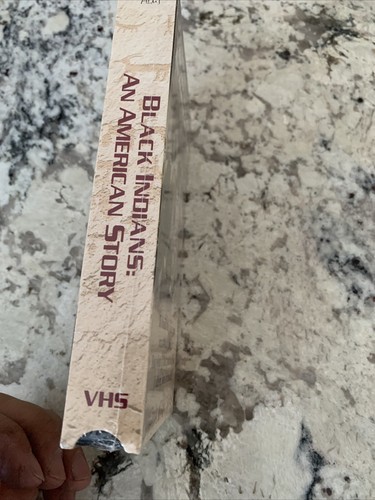 BLACK INDIANS:
AN AMERICAN STORY
VHS